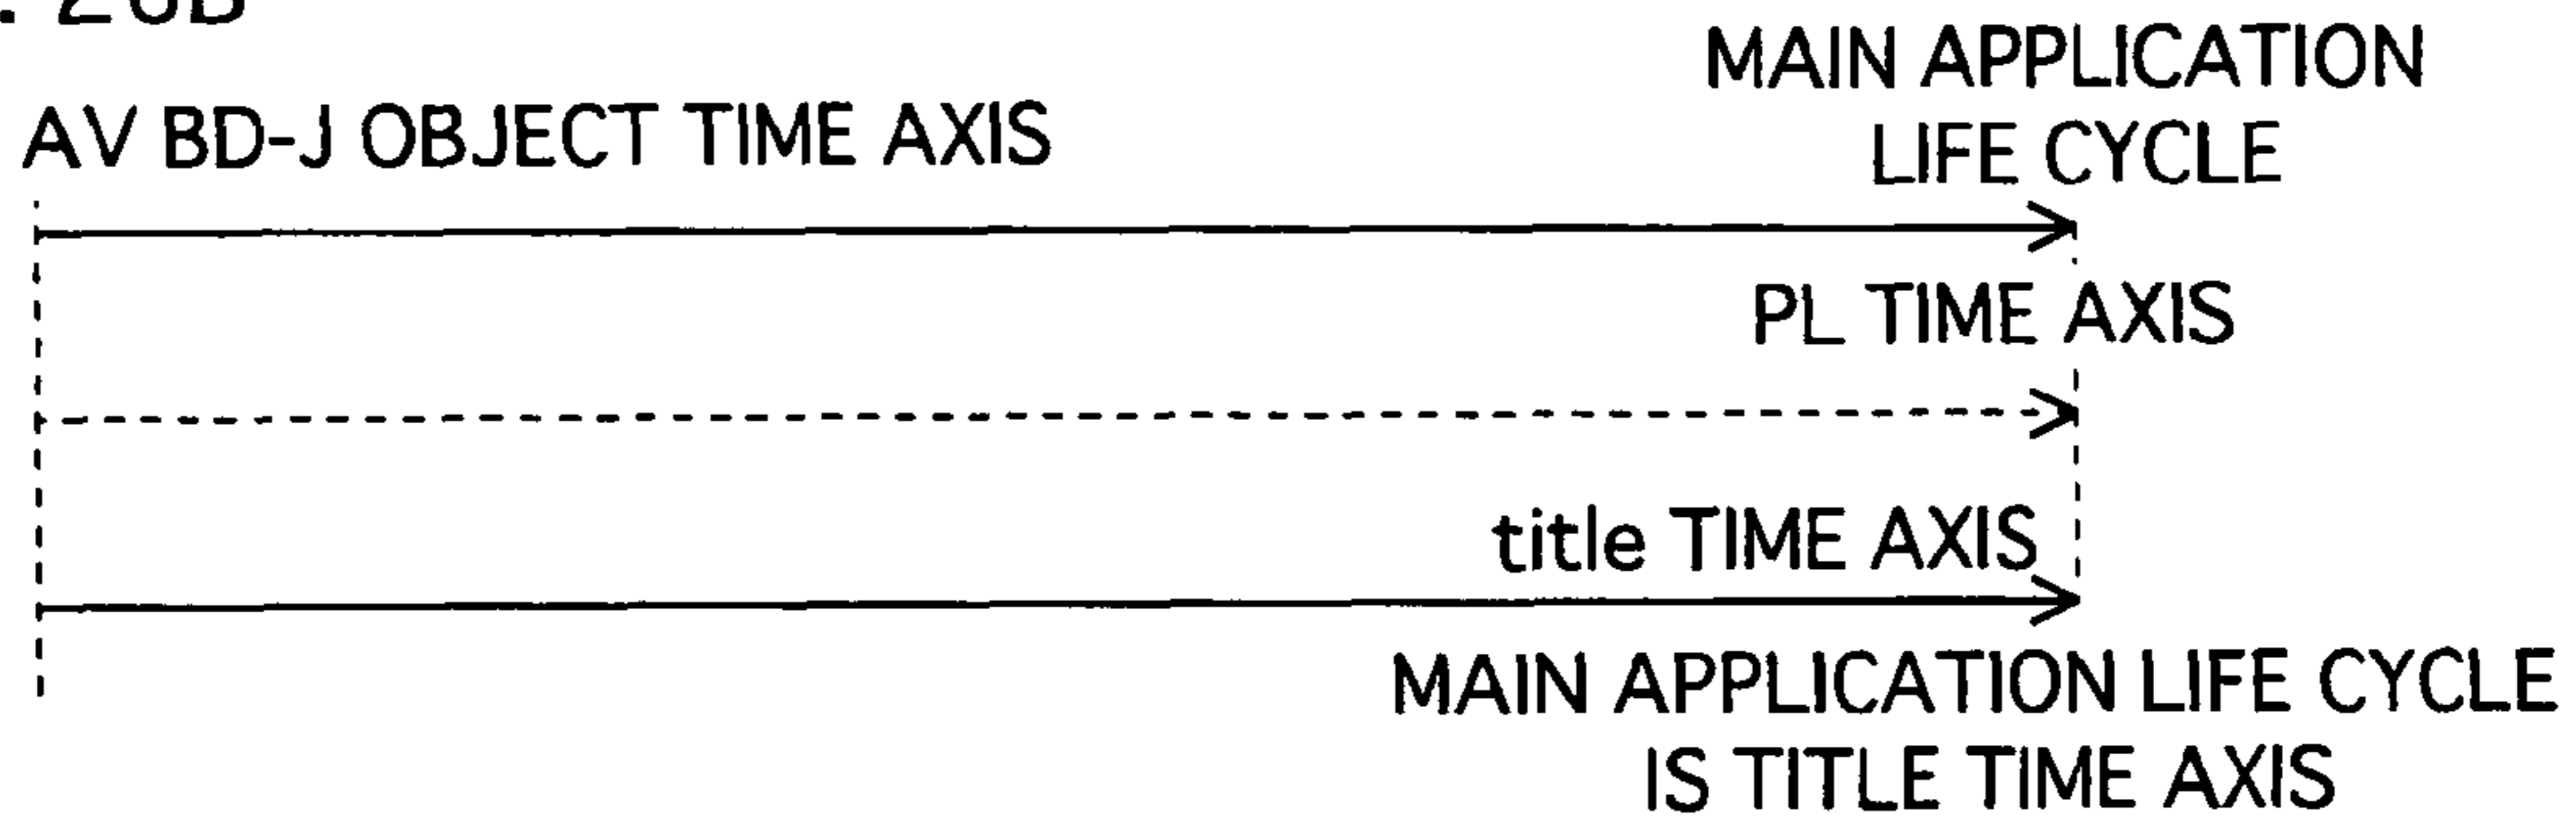 AV BD-J OBJECT TIME AXIS
MAIN APPLICATION
LIFE CYCLE
PL TIME AXIS
title TIME AXIS
MAIN APPLICATION LIFE CYCLE
IS TITLE TIME AXIS